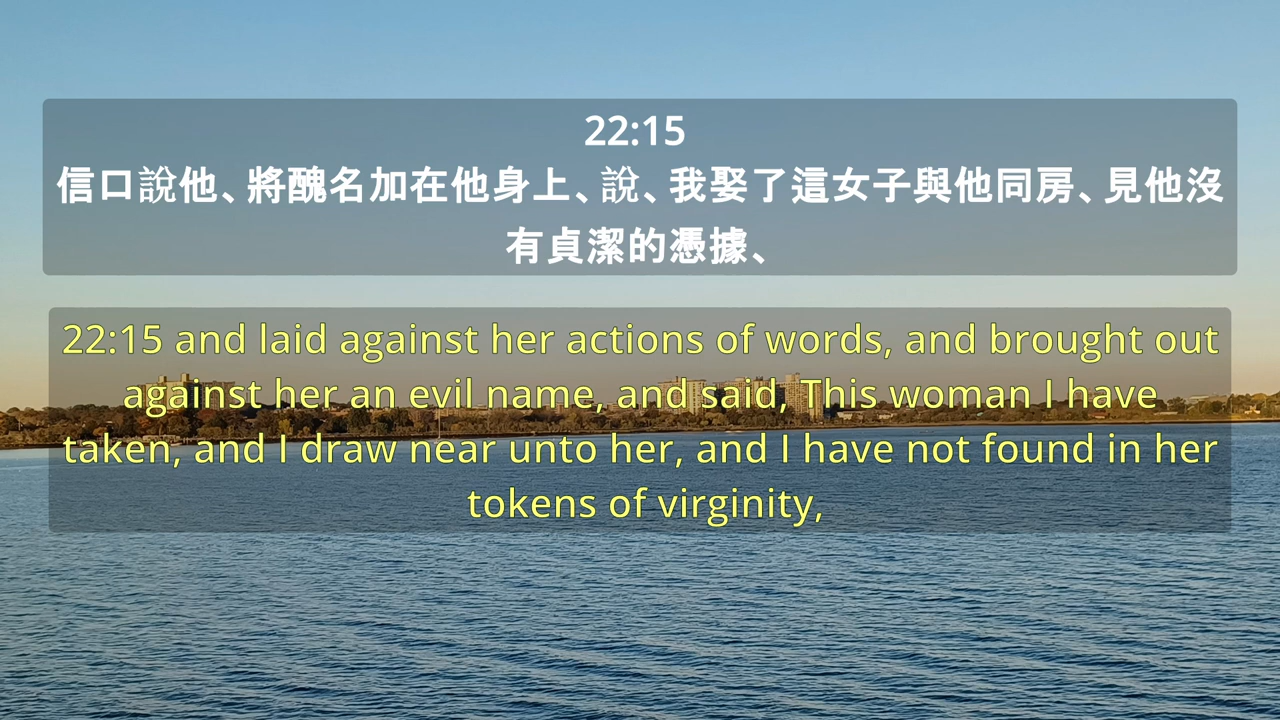 22:15
信口說他、將醜名加在他身上、說、我娶了這女子與他同房、見他沒
有貞潔的憑據、
22:15 and laid against her actions of words, and brought out
against her an evil name, and said, This woman I have
taken, and I draw near unto her, and I have not found in her
tokens of virginity,